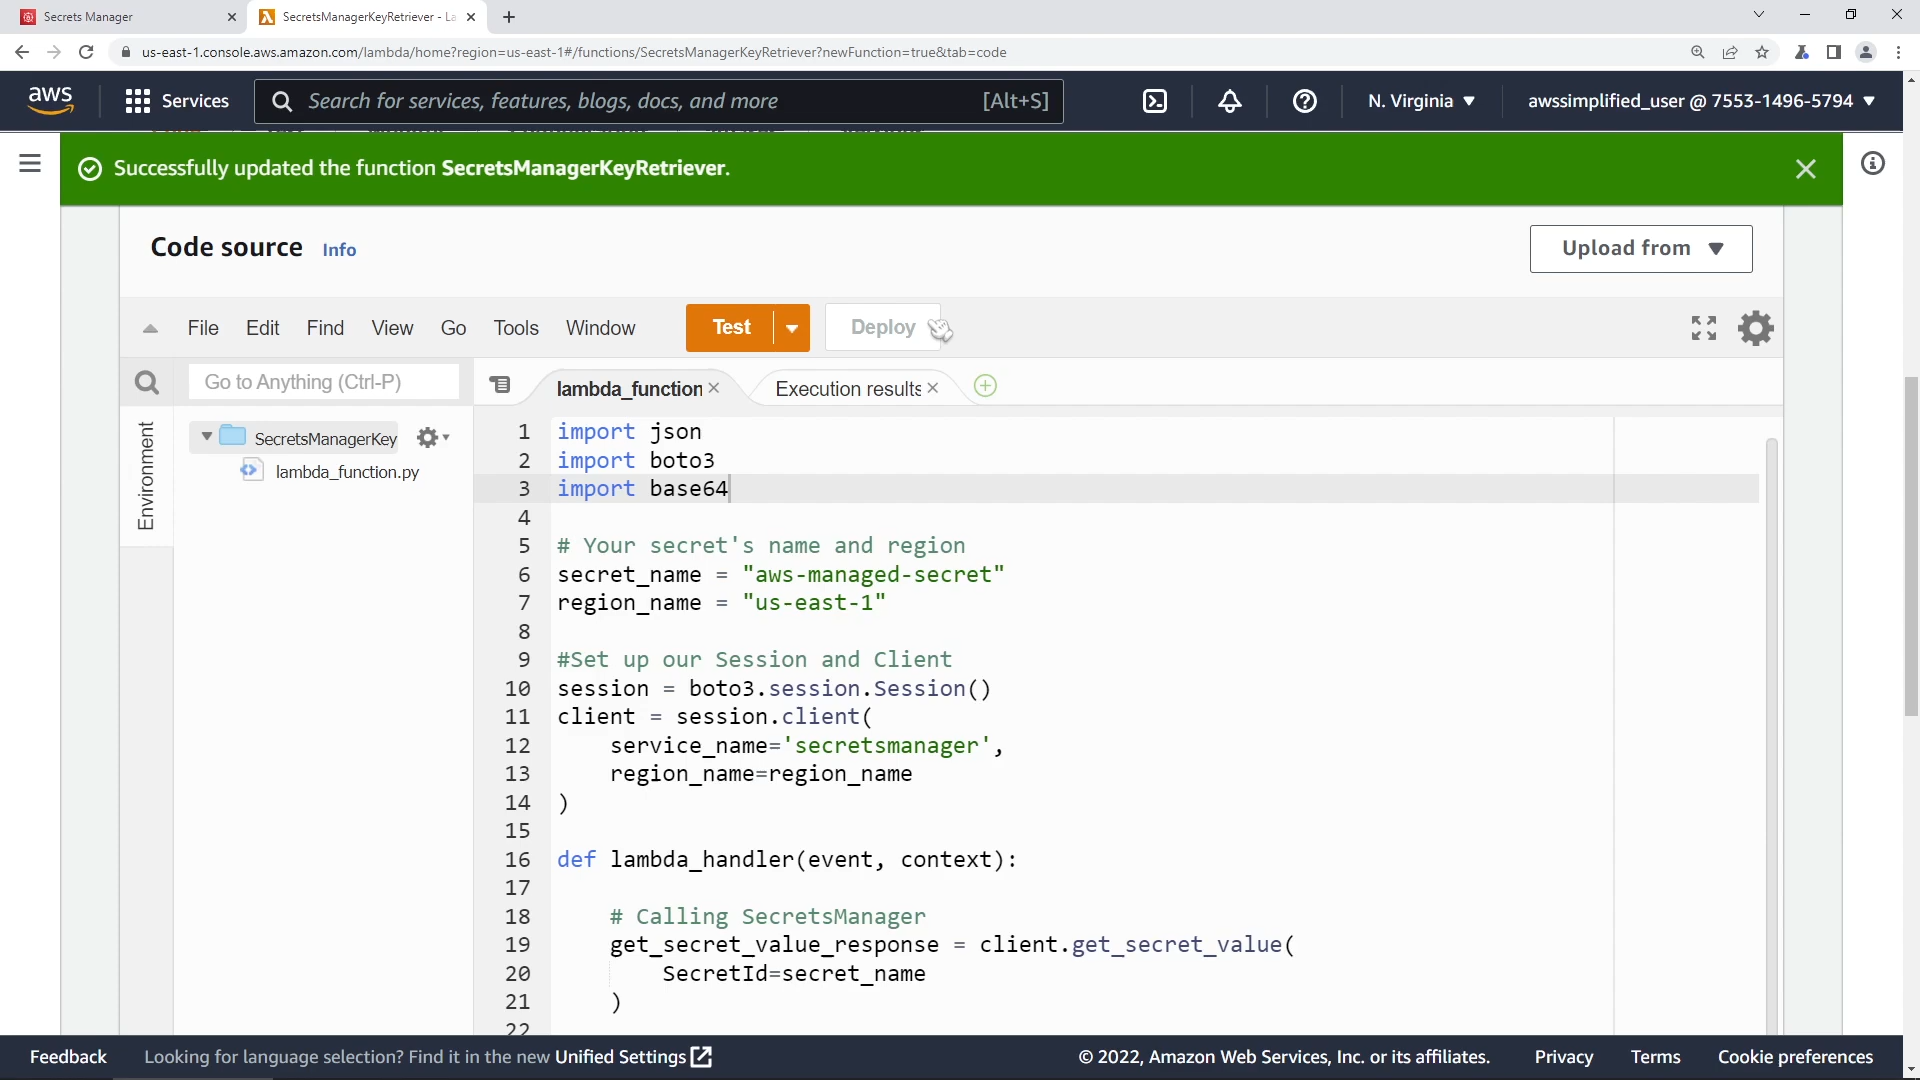 Secrets Manager
SecretsManagerKeyRetriever - La
us-east-1.console.aws.amazon.com/lambda/home?region=us-east-1#/functions/SecretsManagerKeyRetriever?newFunction=true&tab=code
aws
Services
Search for services, features, blogs, docs, and more
[Alt+S]
N. Virginia
awssimplified_user @ 7553-1496-5794
Successfully updated the function SecretsManagerKeyRetriever.
Code source Info
Upload from
File Edit Find View Go Tools Window
Test
Deploy
Go to Anything (Ctrl-P)
lambda_function
Execution results
Environment
SecretsManagerKey
lambda_function.py
1 import json
2 import boto3
3 import base64
4
5 # Your secret's name and region
6 secret_name = "aws-managed-secret"
7 region_name = "us-east-1"
8
9 #Set up our Session and Client
10 session = boto3.session.Session()
11 client = session.client(
12     service_name='secretsmanager',
13     region_name=region_name
14 )
15
16 def lambda_handler(event, context):
17
18     # Calling SecretsManager
19     get_secret_value_response = client.get_secret_value(
20         SecretId=secret_name
21     )
22
Feedback
Looking for language selection? Find it in the new Unified Settings
© 2022, Amazon Web Services, Inc. or its affiliates.
Privacy
Terms
Cookie preferences